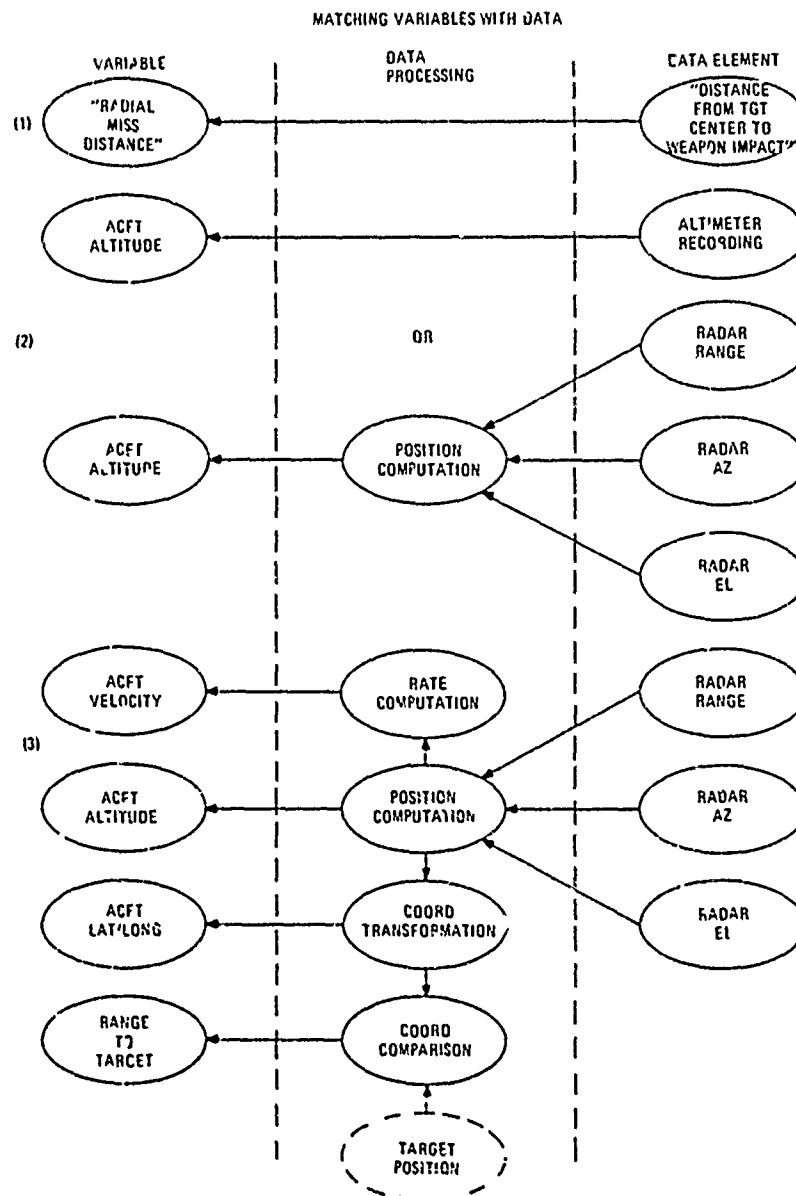 MATCHING VARIABLES WITH DATA
VARIABLE
DATA
PROCESSING
DATA ELEMENT
(1)
"RADIAL
MISS
DISTANCE"
"DISTANCE
FROM TGT
CENTER TO
WEAPON IMPACT"
ACFT
ALTITUDE
ALTIMETER
RECORDING
(2)
OR
RADAR
RANGE
ACFT
ALTITUDE
POSITION
COMPUTATION
RADAR
AZ
RADAR
EL
ACFT
VELOCITY
RATE
COMPUTATION
RADAR
RANGE
(3)
ACFT
ALTITUDE
POSITION
COMPUTATION
RADAR
AZ
ACFT
LAT/LONG
COORD
TRANSFORMATION
RADAR
EL
RANGE
TO
TARGET
COORD
COMPARISON
TARGET
POSITION